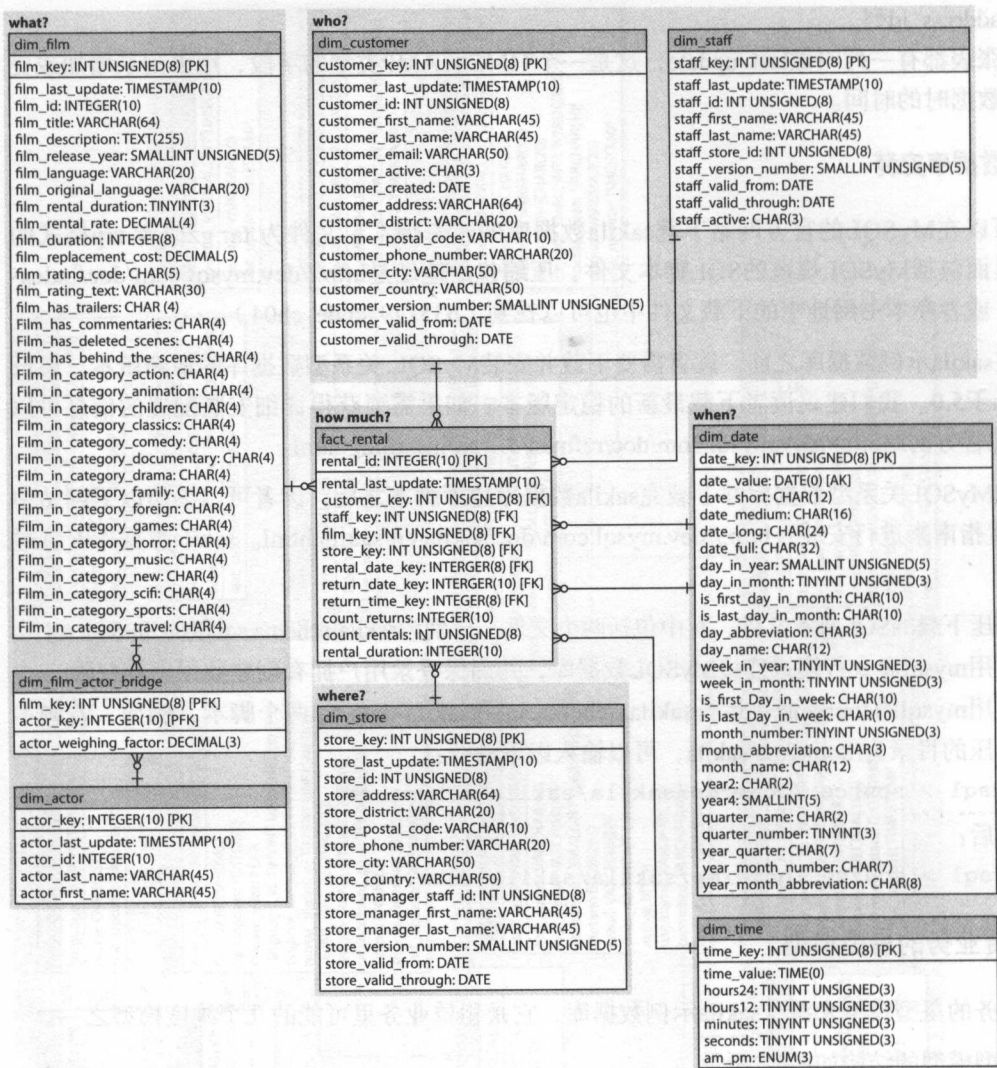 what?
dim_film
film_key: INT UNSIGNED(8) [PK]
film_last_update: TIMESTAMP(10)
film_id: INTEGER(10)
film_title: VARCHAR(64)
film_description: TEXT(255)
film_release_year: SMALLINT UNSIGNED(5)
film_language: VARCHAR(20)
film_original_language: VARCHAR(20)
film_rental_duration: TINYINT(3)
film_rental_rate: DECIMAL(4)
film_duration: INTEGER(8)
film_replacement_cost: DECIMAL(5)
film_rating_code: CHAR(5)
film_rating_text: VARCHAR(30)
film_has_trailers: CHAR (4)
Film_has_commentaries: CHAR(4)
Film_has_deleted_scenes: CHAR(4)
Film_has_behind_the_scenes: CHAR(4)
Film_in_category_action: CHAR(4)
Film_in_category_animation: CHAR(4)
Film_in_category_children: CHAR(4)
Film_in_category_classics: CHAR(4)
Film_in_category_comedy: CHAR(4)
Film_in_category_documentary: CHAR(4)
Film_in_category_drama: CHAR(4)
Film_in_category_family: CHAR(4)
Film_in_category_foreign: CHAR(4)
Film_in_category_games: CHAR(4)
Film_in_category_horror: CHAR(4)
Film_in_category_music: CHAR(4)
Film_in_category_new: CHAR(4)
Film_in_category_scifi: CHAR(4)
Film_in_category_sports: CHAR(4)
Film_in_category_travel: CHAR(4)
dim_film_actor_bridge
film_key: INT UNSIGNED(8) [PFK]
actor_key: INTEGER(10) [PFK]
actor_weighing_factor: DECIMAL(3)
dim_actor
actor_key: INTEGER(10) [PK]
actor_last_update: TIMESTAMP(10)
actor_id: INTEGER(10)
actor_last_name: VARCHAR(45)
actor_first_name: VARCHAR(45)
who?
dim_customer
customer_key: INT UNSIGNED(8) [PK]
customer_last_update: TIMESTAMP(10)
customer_id: INT UNSIGNED(8)
customer_first_name: VARCHAR(45)
customer_last_name: VARCHAR(45)
customer_email: VARCHAR(50)
customer_active: CHAR(3)
customer_created: DATE
customer_address: VARCHAR(64)
customer_district: VARCHAR(20)
customer_postal_code: VARCHAR(10)
customer_phone_number: VARCHAR(20)
customer_city: VARCHAR(50)
customer_country: VARCHAR(50)
customer_version_number: SMALLINT UNSIGNED(5)
customer_valid_from: DATE
customer_valid_through: DATE
dim_staff
staff_key: INT UNSIGNED(8) [PK]
staff_last_update: TIMESTAMP(10)
staff_id: INT UNSIGNED(8)
staff_first_name: VARCHAR(45)
staff_last_name: VARCHAR(45)
staff_store_id: INT UNSIGNED(8)
staff_version_number: SMALLINT UNSIGNED(5)
staff_valid_from: DATE
staff_valid_through: DATE
staff_active: CHAR(3)
how much?
fact_rental
rental_id: INTEGER(10) [PK]
rental_last_update: TIMESTAMP(10)
customer_key: INT UNSIGNED(8) [FK]
staff_key: INT UNSIGNED(8) [FK]
film_key: INT UNSIGNED(8) [FK]
store_key: INT UNSIGNED(8) [FK]
rental_date_key: INTERGER(8) [FK]
return_date_key: INTERGER(10) [FK]
return_time_key: INTEGER(8) [FK]
count_returns: INTEGER(10)
count_rentals: INT UNSIGNED(8)
rental_duration: INTEGER(10)
where?
dim_store
store_key: INT UNSIGNED(8) [PK]
store_last_update: TIMESTAMP(10)
store_id: INT UNSIGNED(8)
store_address: VARCHAR(64)
store_district: VARCHAR(20)
store_postal_code: VARCHAR(10)
store_phone_number: VARCHAR(20)
store_city: VARCHAR(50)
store_country: VARCHAR(50)
store_manager_staff_id: INT UNSIGNED(8)
store_manager_first_name: VARCHAR(45)
store_manager_last_name: VARCHAR(45)
store_version_number: SMALLINT UNSIGNED(5)
store_valid_from: DATE
store_valid_through: DATE
when?
dim_date
date_key: INT UNSIGNED(8) [PK]
date_value: DATE(0) [AK]
date_short: CHAR(12)
date_medium: CHAR(16)
date_long: CHAR(24)
date_full: CHAR(32)
day_in_year: SMALLINT UNSIGNED(5)
day_in_month: TINYINT UNSIGNED(3)
is_first_day_in_month: CHAR(10)
is_last_day_in_month: CHAR(10)
day_abbreviation: CHAR(3)
day_name: CHAR(12)
week_in_year: TINYINT UNSIGNED(3)
week_in_month: TINYINT UNSIGNED(3)
is_first_day_in_week: CHAR(10)
is_last_Day_in_week: CHAR(10)
month_number: TINYINT UNSIGNED(3)
month_abbreviation: CHAR(3)
month_name: CHAR(12)
year2: CHAR(2)
year4: SMALLINT(5)
quarter_name: CHAR(2)
quarter_number: TINYINT(3)
year_quarter: CHAR(7)
year_month_number: CHAR(7)
year_month_abbreviation: CHAR(8)
dim_time
time_key: INT UNSIGNED(8) [PK]
time_value: TIME(0)
hours24: TINYINT UNSIGNED(3)
hours12: TINYINT UNSIGNED(3)
minutes: TINYINT UNSIGNED(3)
seconds: TINYINT UNSIGNED(3)
am_pm: ENUM(3)